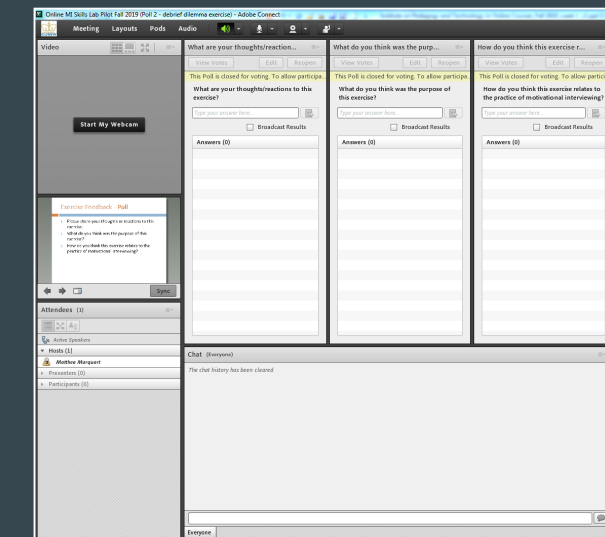 Online MI Skills Lab Pilot Fall 2019 (Poll 2 - debrief dilemma exercise) - Adobe Connect
Meeting Layouts Pods Audio
Video
Start My Webcam
Exercise Feedback - Poll
Please share your thoughts or reactions to this
exercise.
What do you think was the purpose of this
exercise?
How do you think this exercise relates to the
practice of motivational interviewing?
Sync
Attendees (1)
Active Speakers
Hosts (1)
Matthea Marquart
Presenters (0)
Participants (0)
What are your thoughts/reaction...
View Votes Edit Reopen
This Poll is closed for voting. To allow participa
What are your thoughts/reactions to this
exercise?
Type your answer here...
Broadcast Results
Answers (0)
What do you think was the purp...
View Votes Edit Reopen
This Poll is closed for voting. To allow participa
What do you think was the purpose of
this exercise?
Type your answer here...
Broadcast Results
Answers (0)
How do you think this exercise r...
View Votes Edit Reopen
This Poll is closed for voting. To allow partici
How do you think this exercise relates to
the practice of motivational interviewing?
Type your answer here...
Broadcast Results
Answers (0)
Chat (Everyone)
The chat history has been cleared
Everyone